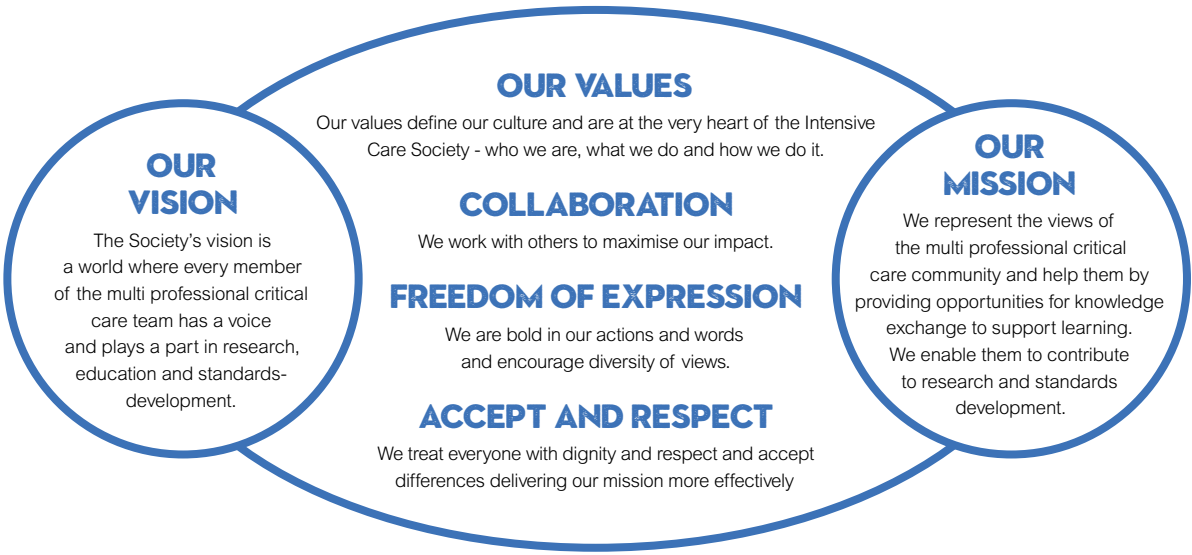 OUR
VISION
The Society's vision is
a world where every member
of the multi professional critical
care team has a voice
and plays a part in research,
education and standards-
development.
OUR VALUES
Our values define our culture and are at the very heart of the Intensive
Care Society - who we are, what we do and how we do it.
COLLABORATION
We work with others to maximise our impact.
FREEDOM OF EXPRESSION
We are bold in our actions and words
and encourage diversity of views.
ACCEPT AND RESPECT
We treat everyone with dignity and respect and accept
differences delivering our mission more effectively
OUR
MISSION
We represent the views of
the multi professional critical
care community and help them by
providing opportunities for knowledge
exchange to support learning.
We enable them to contribute
to research and standards
development.